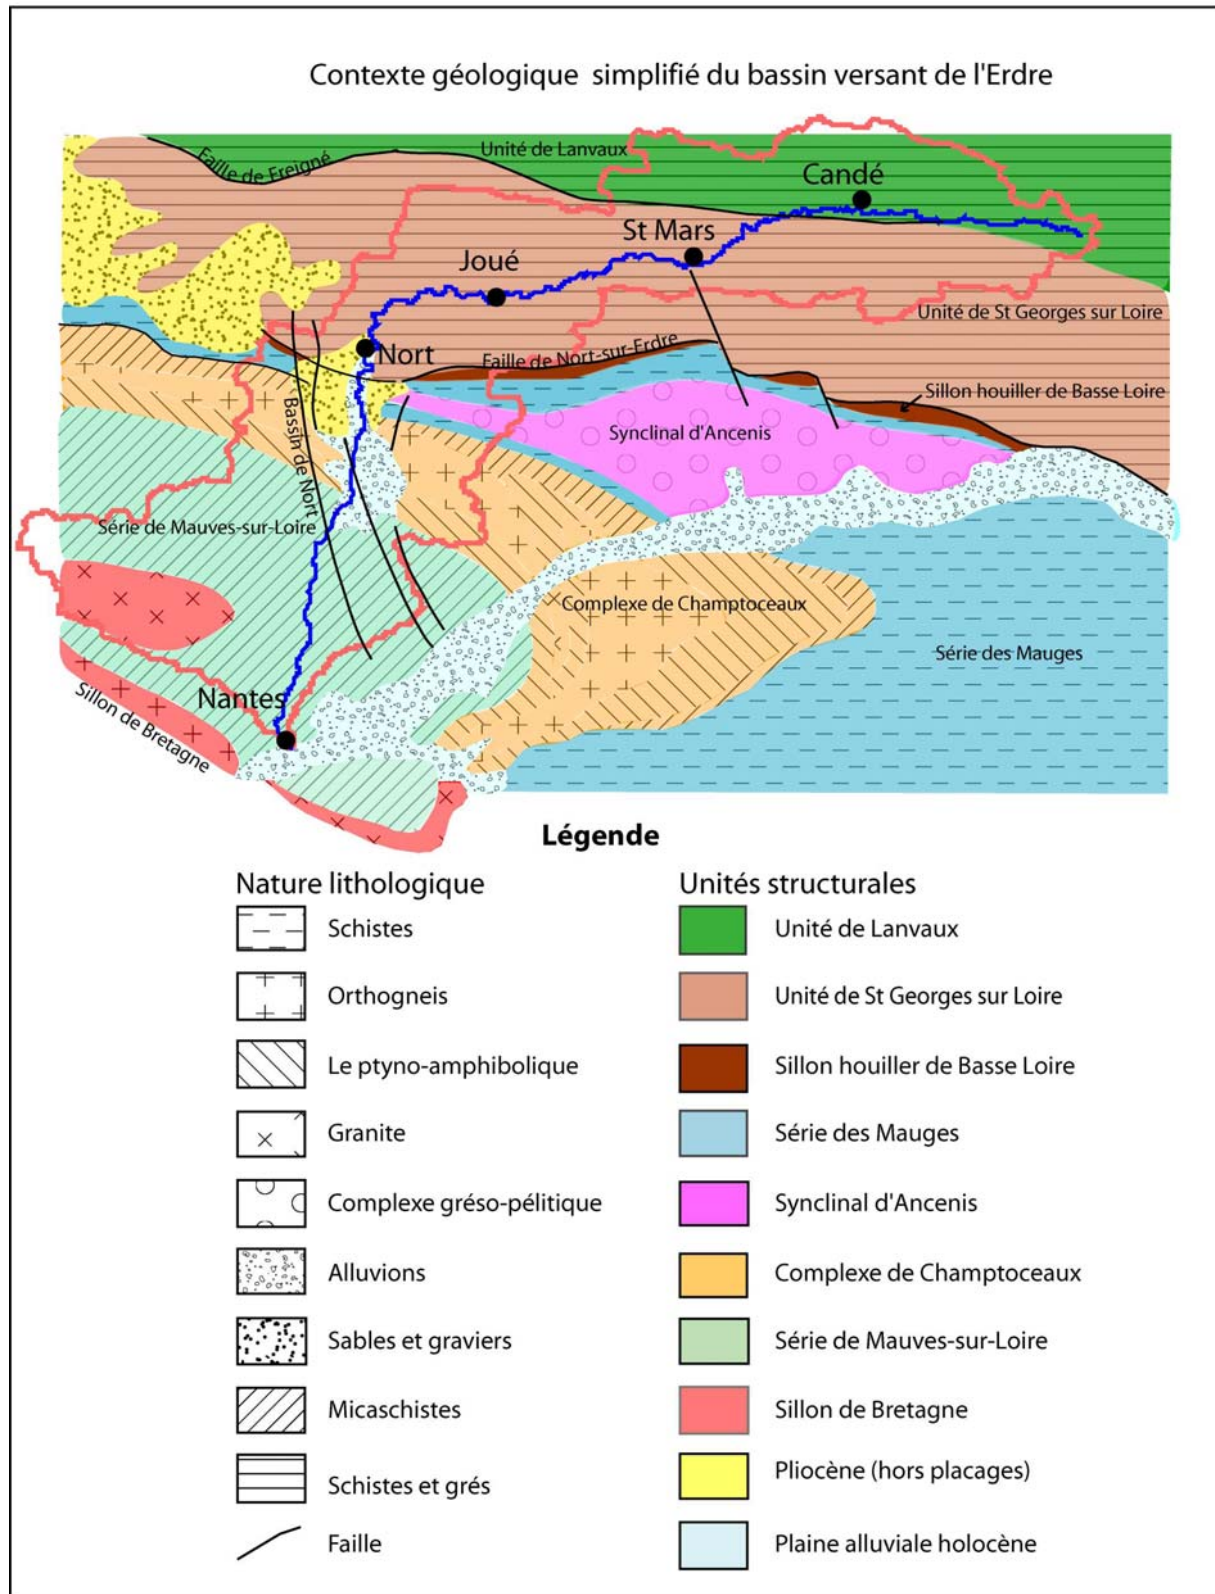 Contexte géologique simplifié du bassin versant de l'Erdre
Faille de Freigné
Unité de Lanvaux
Candé
St Mars
Joué
Unité de St Georges sur Loire
Nort
Faille de Nort-sur-Erdre
Sillon houiller de Basse Loire
Bassin de Nort
Synclinal d'Ancenis
Série de Mauves-sur-Loire
Complexe de Champtoceaux
Série des Mauges
Nantes
Sillon de Bretagne
Légende
Nature lithologique
Schistes
Orthogneis
Le ptyno-amphibolique
Granite
Complexe gréso-pélitique
Alluvions
Sables et graviers
Micaschistes
Schistes et grés
Faille
Unités structurales
Unité de Lanvaux
Unité de St Georges sur Loire
Sillon houiller de Basse Loire
Série des Mauges
Synclinal d'Ancenis
Complexe de Champtoceaux
Série de Mauves-sur-Loire
Sillon de Bretagne
Pliocène (hors placages)
Plaine alluviale holocène